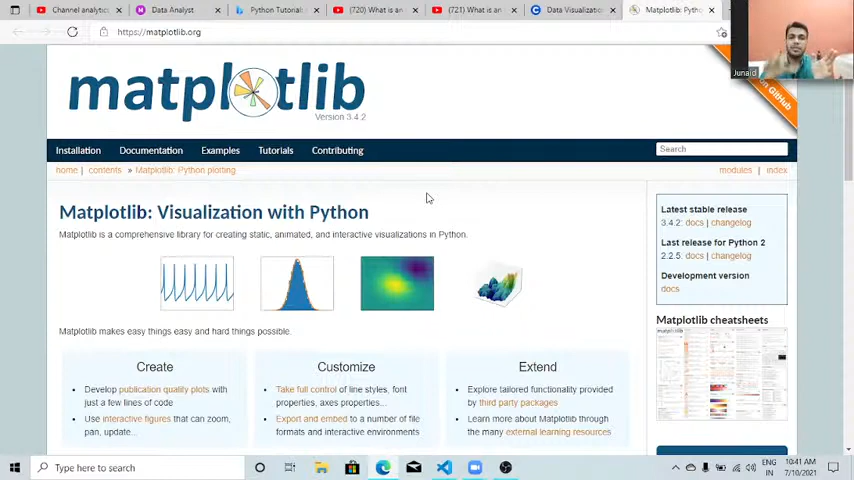 Channel analytics
Data Analyst
Python Tutorial:
(720) What is an
(721) What is an
Data Visualization
Matplotlib: Pytho
https://matplotlib.org
Junaid
on GitHub
matplotlib
Version 3.4.2
Installation Documentation Examples Tutorials Contributing
Search
home | contents » Matplotlib: Python plotting
modules | index
Matplotlib: Visualization with Python
Matplotlib is a comprehensive library for creating static, animated, and interactive visualizations in Python.
Matplotlib makes easy things easy and hard things possible.
Create
• Develop publication quality plots with
just a few lines of code
• Use interactive figures that can zoom,
pan, update...
Customize
• Take full control of line styles, font
properties, axes properties...
• Export and embed to a number of file
formats and interactive environments
Extend
• Explore tailored functionality provided
by third party packages
• Learn more about Matplotlib through
the many external learning resources
Latest stable release
3.4.2: docs | changelog
Last release for Python 2
2.2.5: docs | changelog
Development version
docs
Matplotlib cheatsheets
Type here to search
ENG
IN
10:41 AM
7/10/2021